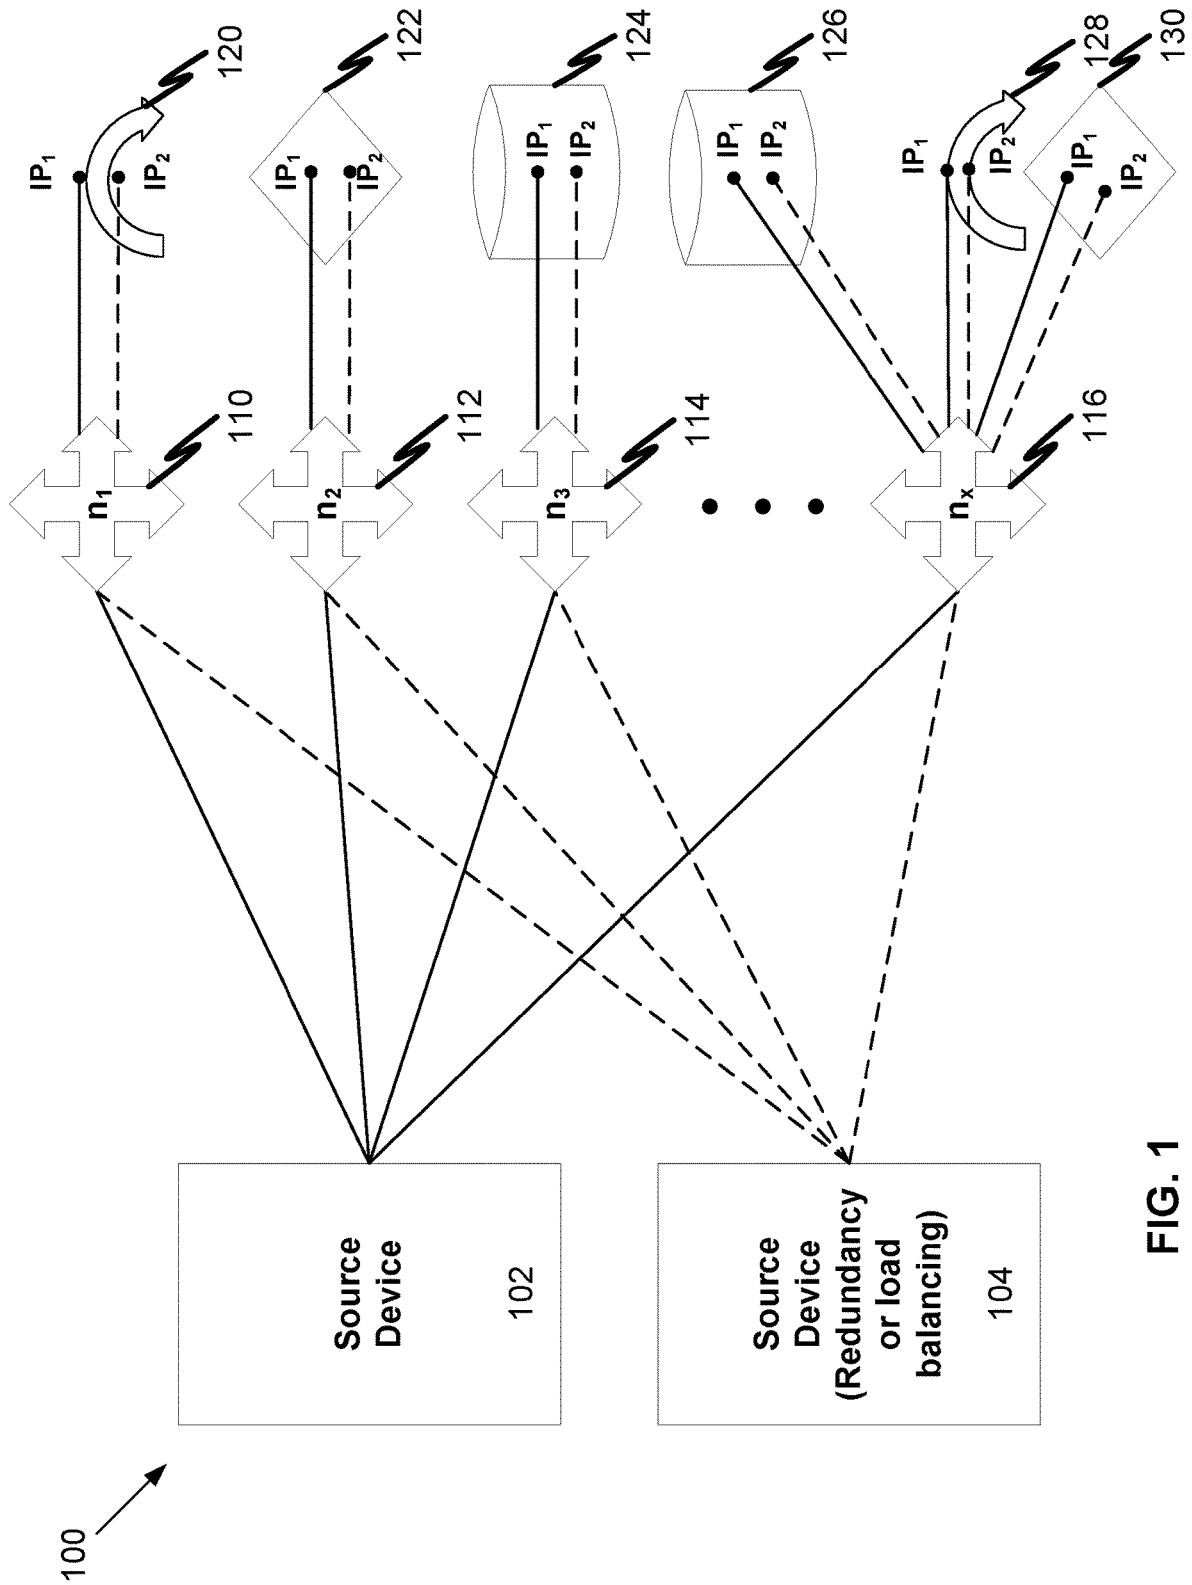 100
Source
Device
102
Source
Device
(Redundancy
or load
balancing)
104
n1
110
n2
112
n3
114
nx
116
IP1
IP2
120
IP1
IP2
122
IP1
IP2
124
IP1
IP2
126
IP1
IP2
128
IP1
IP2
130
FIG. 1